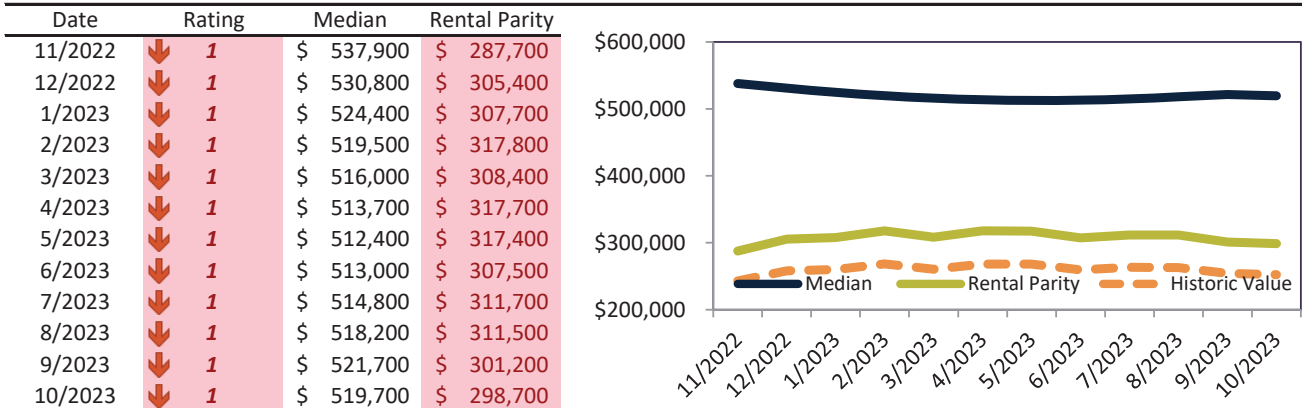 Date Rating Median Rental Parity
11/2022 1 $ 537,900 $ 287,700
12/2022 1 $ 530,800 $ 305,400
1/2023 1 $ 524,400 $ 307,700
2/2023 1 $ 519,500 $ 317,800
3/2023 1 $ 516,000 $ 308,400
4/2023 1 $ 513,700 $ 317,700
5/2023 1 $ 512,400 $ 317,400
6/2023 1 $ 513,000 $ 307,500
7/2023 1 $ 514,800 $ 311,700
8/2023 1 $ 518,200 $ 311,500
9/2023 1 $ 521,700 $ 301,200
10/2023 1 $ 519,700 $ 298,700
$600,000
$500,000
$400,000
$300,000
$200,000
Median Rental Parity Historic Value
11/2022 12/2022 1/2023 2/2023 3/2023 4/2023 5/2023 6/2023 7/2023 8/2023 9/2023 10/2023